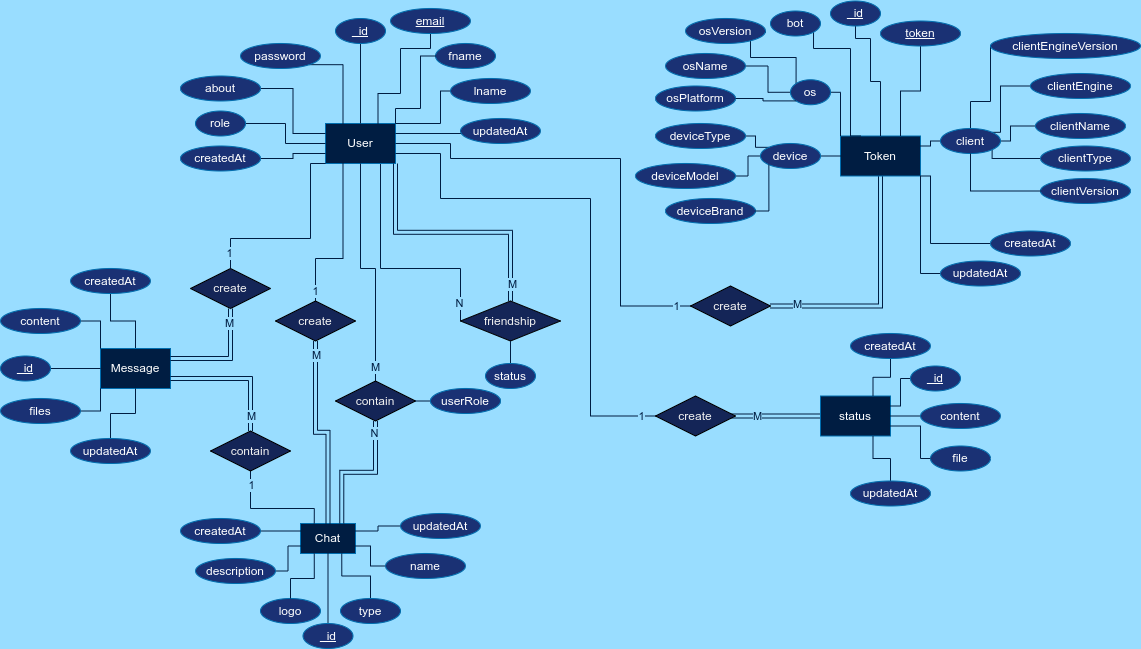 _id
email
password
fname
about
lname
role
updatedAt
createdAt
User
osVersion
bot
_id
token
osName
os
osPlatform
deviceType
device
deviceModel
deviceBrand
Token
client
clientEngineVersion
clientEngine
clientName
clientType
clientVersion
createdAt
updatedAt
1
create
M
1
create
M
M
contain
N
userRole
N
M
friendship
status
1
create
M
1
create
M
createdAt
content
_id
files
updatedAt
Message
M
contain
1
createdAt
_id
content
file
updatedAt
status
createdAt
description
logo
_id
type
name
updatedAt
Chat